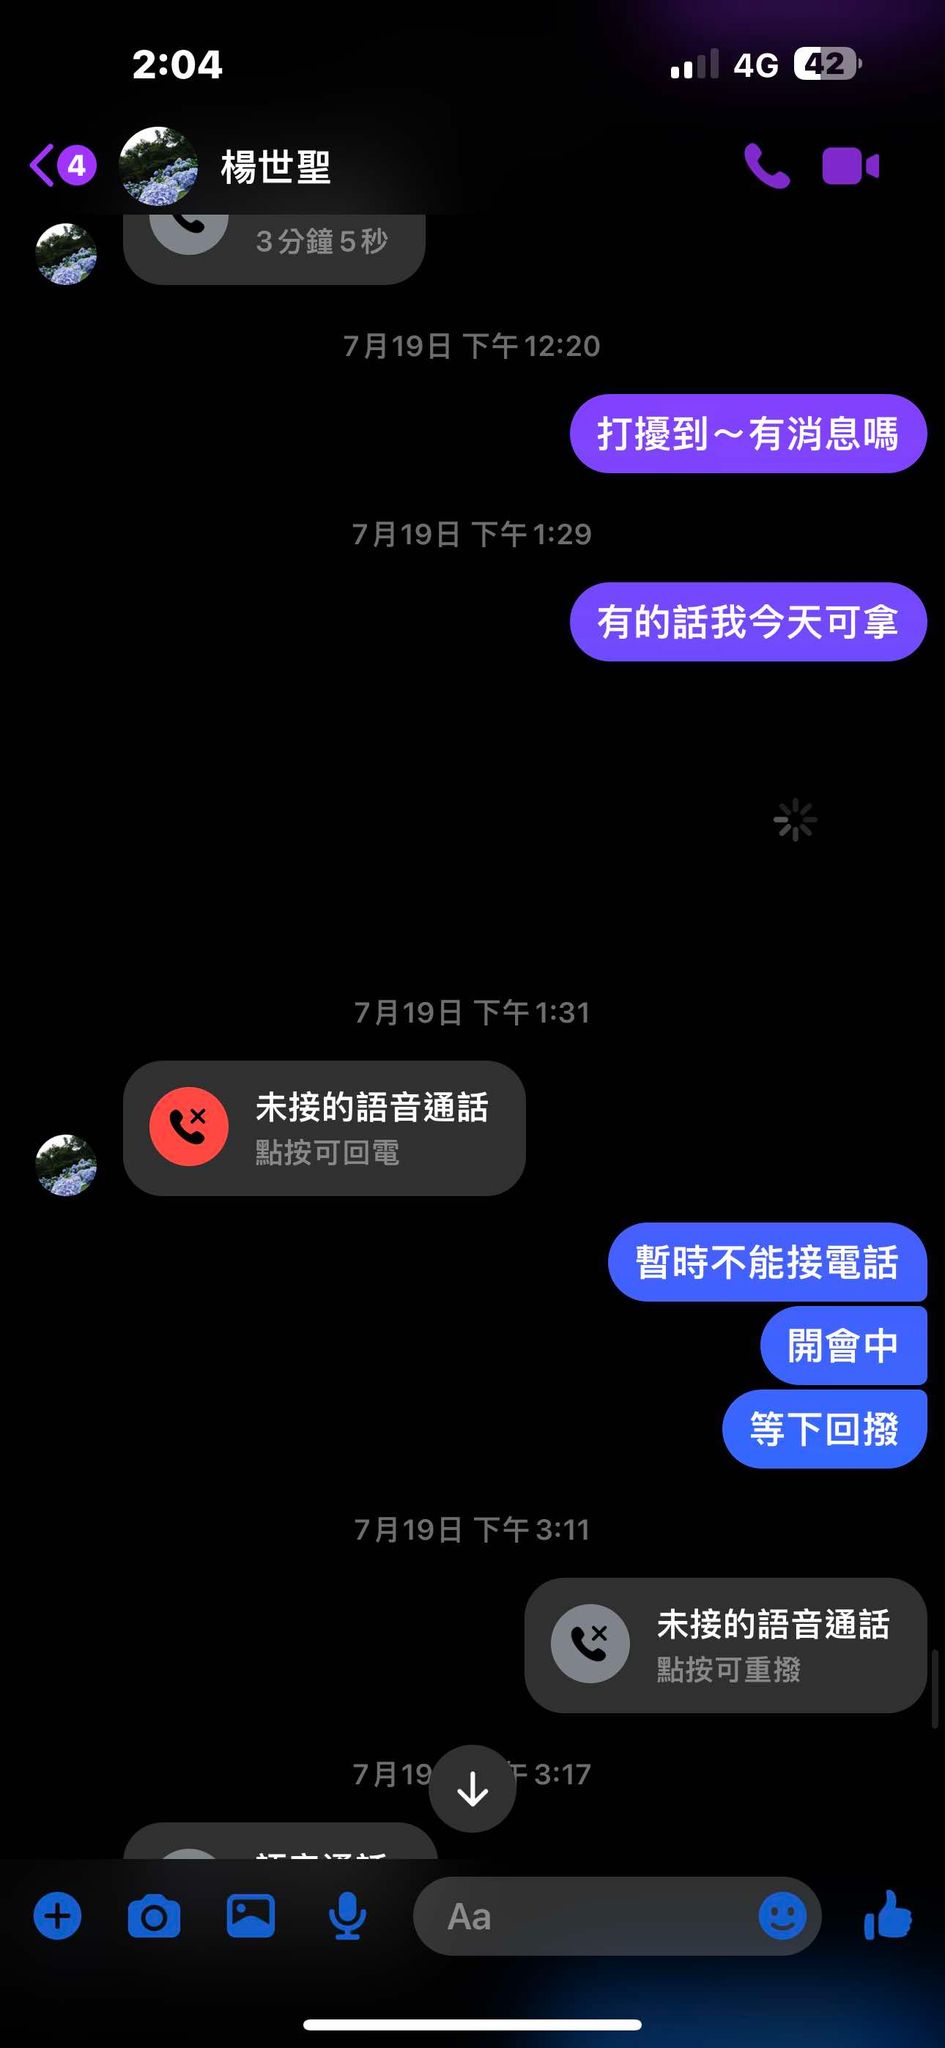 2:04
4G
42
4
楊世聖
3分鐘5秒
7月19日 下午12:20
打擾到～有消息嗎
7月19日 下午1:29
有的話我今天可拿
7月19日 下午1:31
未接的語音通話
點按可回電
暫時不能接電話
開會中
等下回撥
7月19日 下午3:11
未接的語音通話
點按可重撥
7月19 午3:17
語音通話
Aa